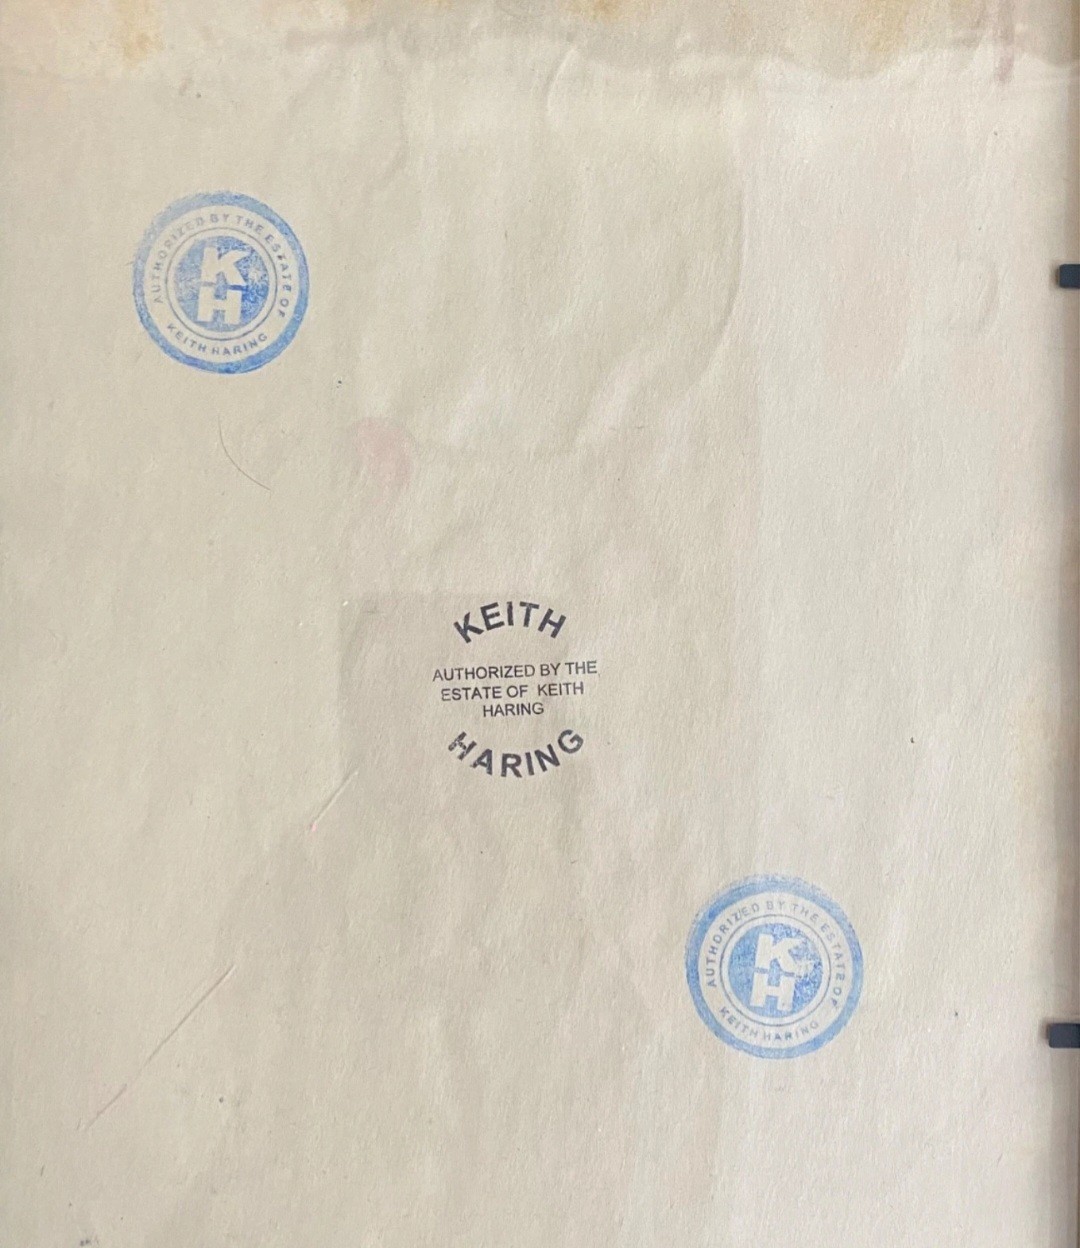 AUTHORIZED BY THE ESTATE OF
KH
KEITH HARING
KEITH
AUTHORIZED BY THE
ESTATE OF KEITH
HARING
HARING
AUTHORIZED BY THE ESTATE OF
KH
KEITH HARING